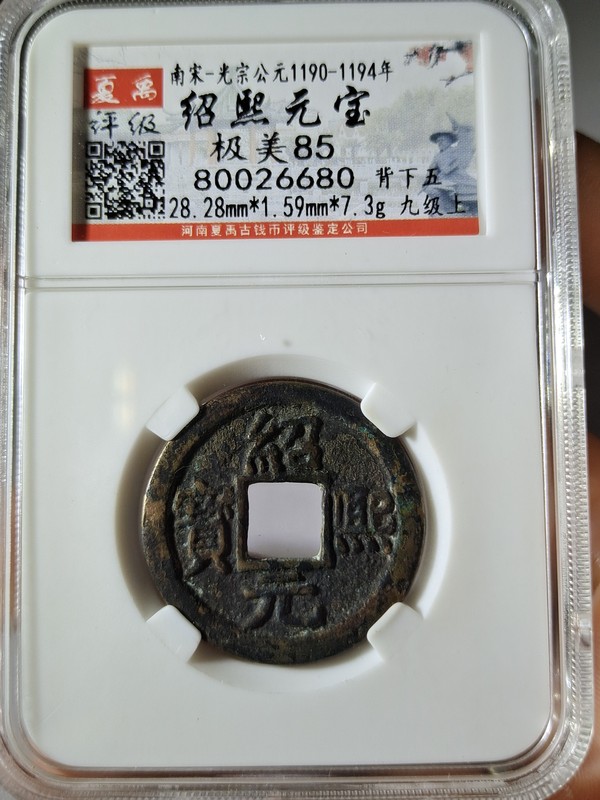 夏禹
评级
南宋-光宗公元1190-1194年
绍熙元宝
极美85
80026680 背下五
28.28mm*1.59mm*7.3g 九级上
河南夏禹古钱币评级鉴定公司
紹
熙
元
寶